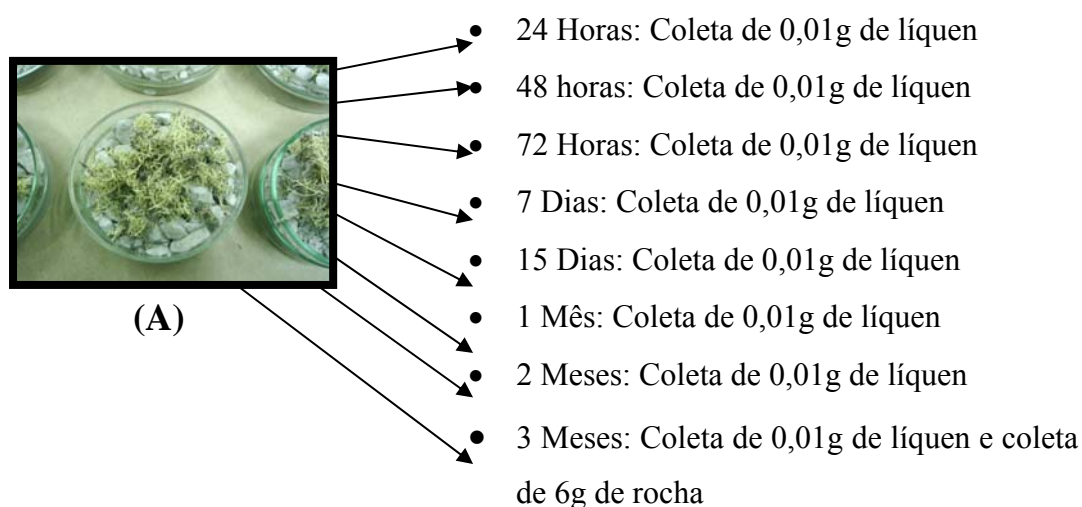 • 24 Horas: Coleta de 0,01g de líquen
• 48 horas: Coleta de 0,01g de líquen
• 72 Horas: Coleta de 0,01g de líquen
• 7 Dias: Coleta de 0,01g de líquen
• 15 Dias: Coleta de 0,01g de líquen
• 1 Mês: Coleta de 0,01g de líquen
• 2 Meses: Coleta de 0,01g de líquen
• 3 Meses: Coleta de 0,01g de líquen e coleta
de 6g de rocha
(A)